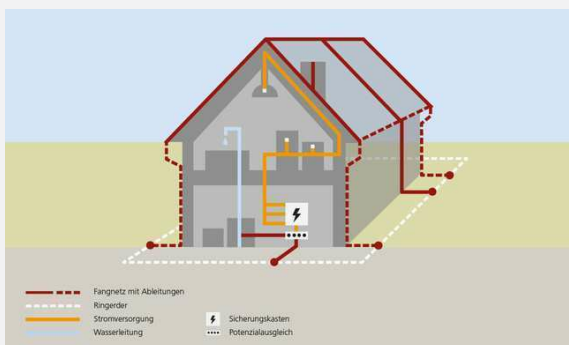 Fangnetz mit Ableitungen
Ringerder
Stromversorgung
Sicherungskasten
Wasserleitung
Potenzialausgleich